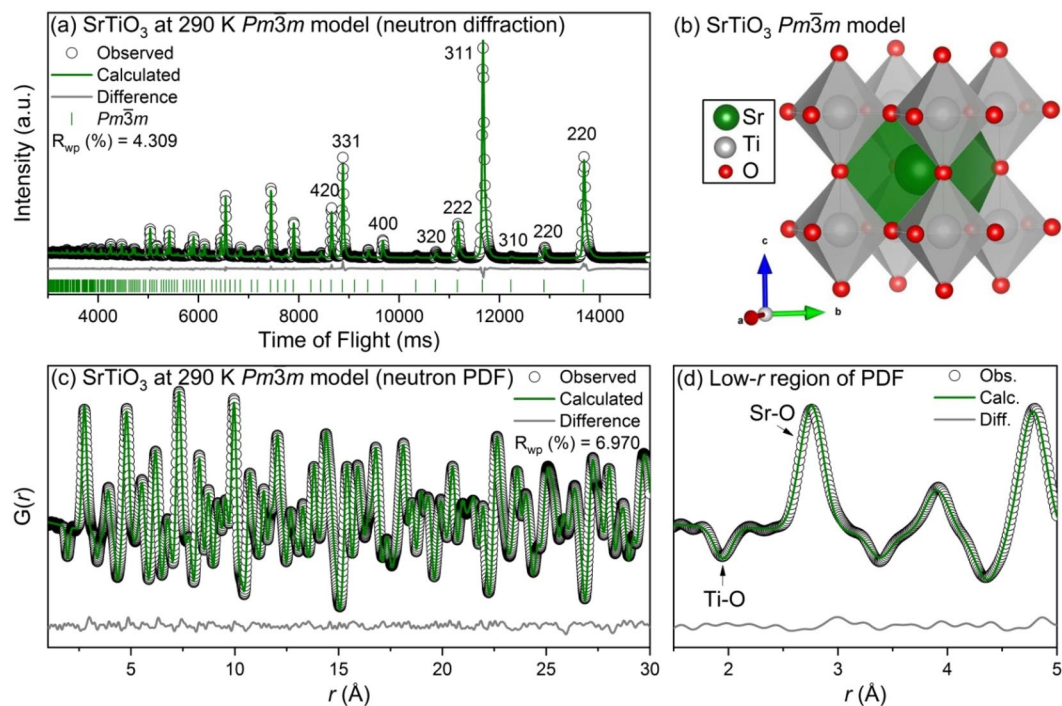 (a) SrTiO₃ at 290 K Pm3̅m model (neutron diffraction)
Observed
Calculated
Difference
Pm3̅m
Rwp (%) = 4.309
311
220
331
420
400
320
222
310
220
Intensity (a.u.)
4000 6000 8000 10000 12000 14000
Time of Flight (ms)
(b) SrTiO₃ Pm3̅m model
Sr
Ti
O
c
a
b
(c) SrTiO₃ at 290 K Pm3̅m model (neutron PDF)
Observed
Calculated
Difference
Rwp (%) = 6.970
G(r)
5 10 15 20 25 30
r (Å)
(d) Low-r region of PDF
Obs.
Calc.
Diff.
Sr-O
Ti-O
2 3 4 5
r (Å)